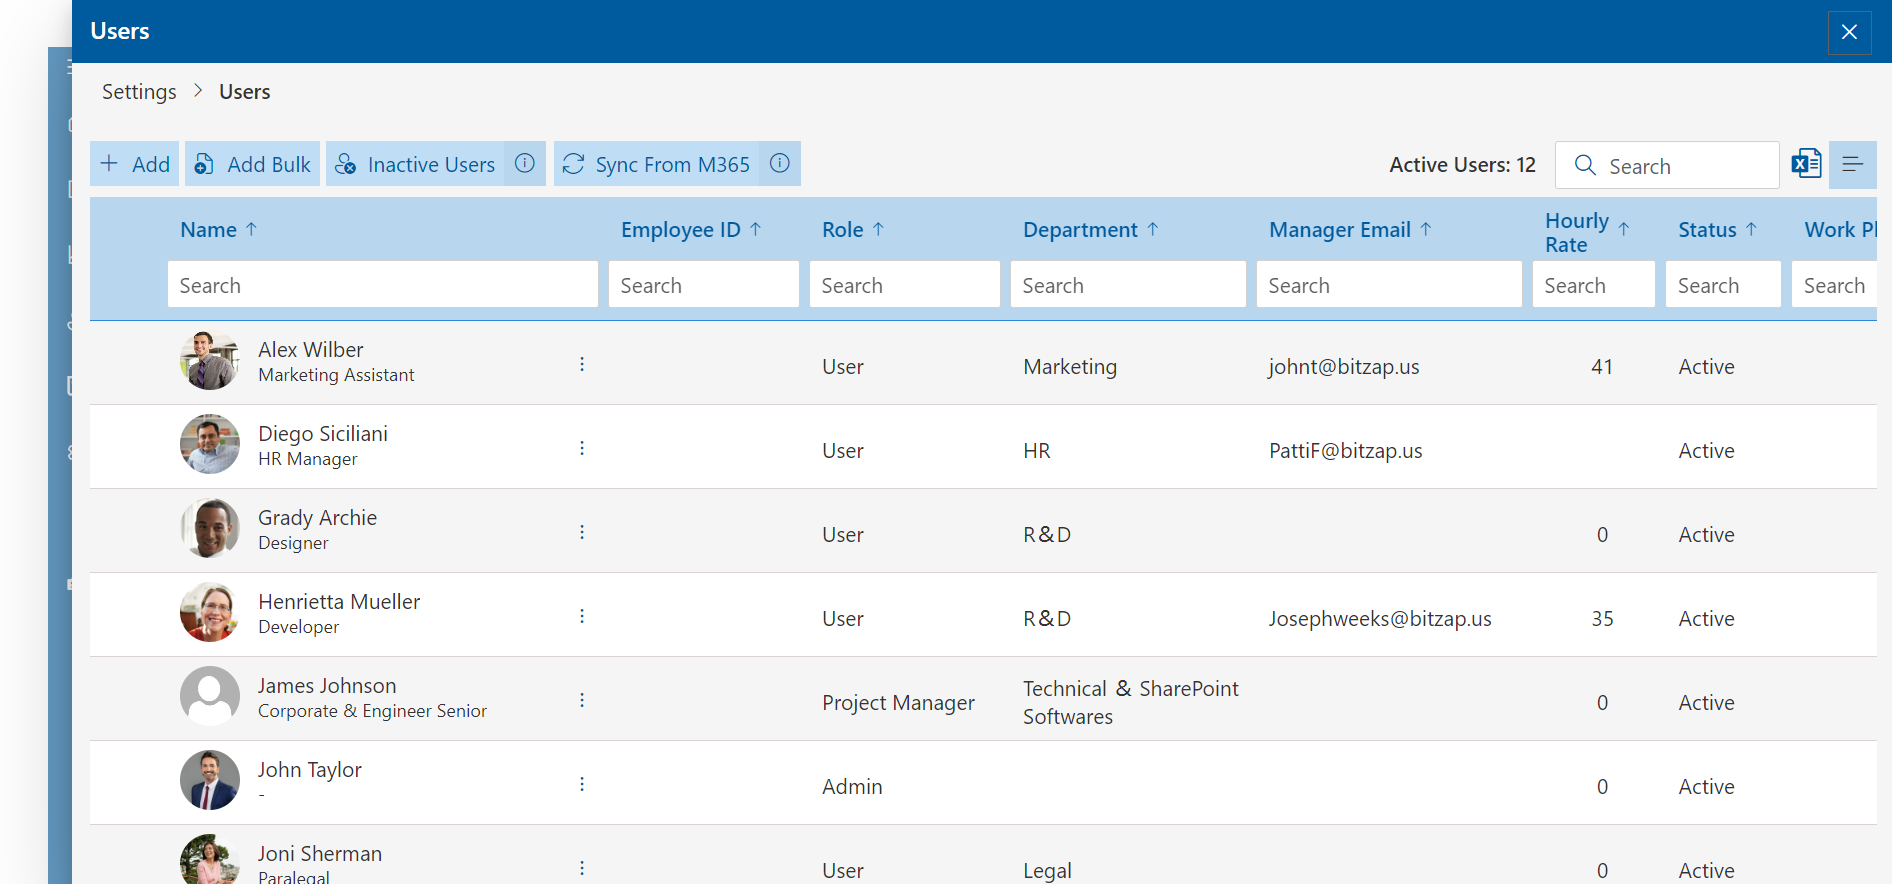 Users
Settings > Users
Add Add Bulk Inactive Users Sync From M365 Active Users: 12 Search
Name Employee ID Role Department Manager Email Hourly Rate Status Work Pl
Search Search Search Search Search Search Search Search
Alex Wilber
Marketing Assistant
User Marketing johnt@bitzap.us 41 Active
Diego Siciliani
HR Manager
User HR PattiF@bitzap.us Active
Grady Archie
Designer
User R&D 0 Active
Henrietta Mueller
Developer
User R&D Josephweeks@bitzap.us 35 Active
James Johnson
Corporate & Engineer Senior
Project Manager Technical & SharePoint Softwares 0 Active
John Taylor
-
Admin 0 Active
Joni Sherman
Paralegal
User Legal 0 Active